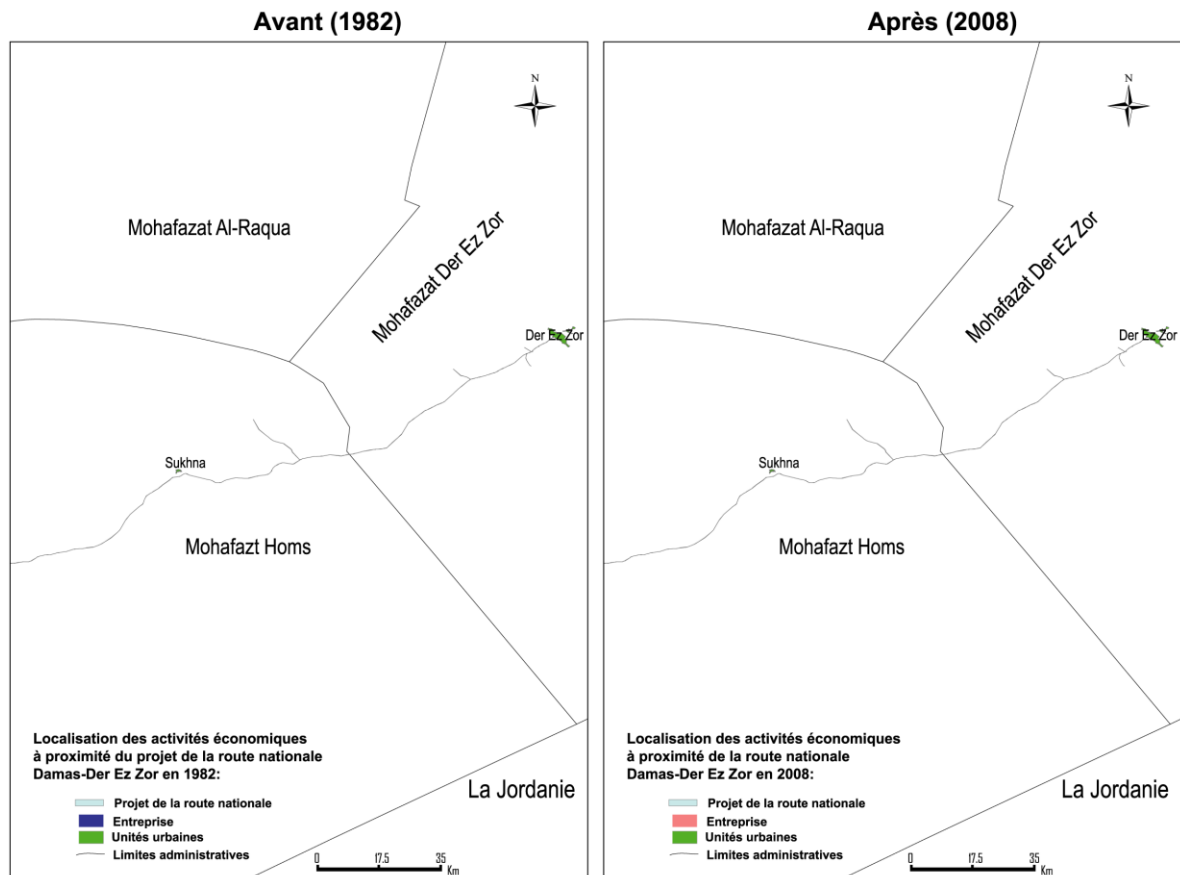 Avant (1982)
N
Mohafazat Al-Raqua
Mohafazat Der Ez Zor
Der Ez Zor
Sukhna
Mohafazt Homs
Localisation des activités économiques
à proximité du projet de la route nationale
Damas-Der Ez Zor en 1982:
La Jordanie
Projet de la route nationale
Entreprise
Unités urbaines
Limites administratives
0 17.5 35
Km
Après (2008)
N
Mohafazat Al-Raqua
Mohafazat Der Ez Zor
Der Ez Zor
Sukhna
Mohafazt Homs
Localisation des activités économiques
à proximité de la route nationale
Damas-Der Ez Zor en 2008:
La Jordanie
Projet de la route nationale
Entreprise
Unités urbaines
Limites administratives
0 17.5 35
Km